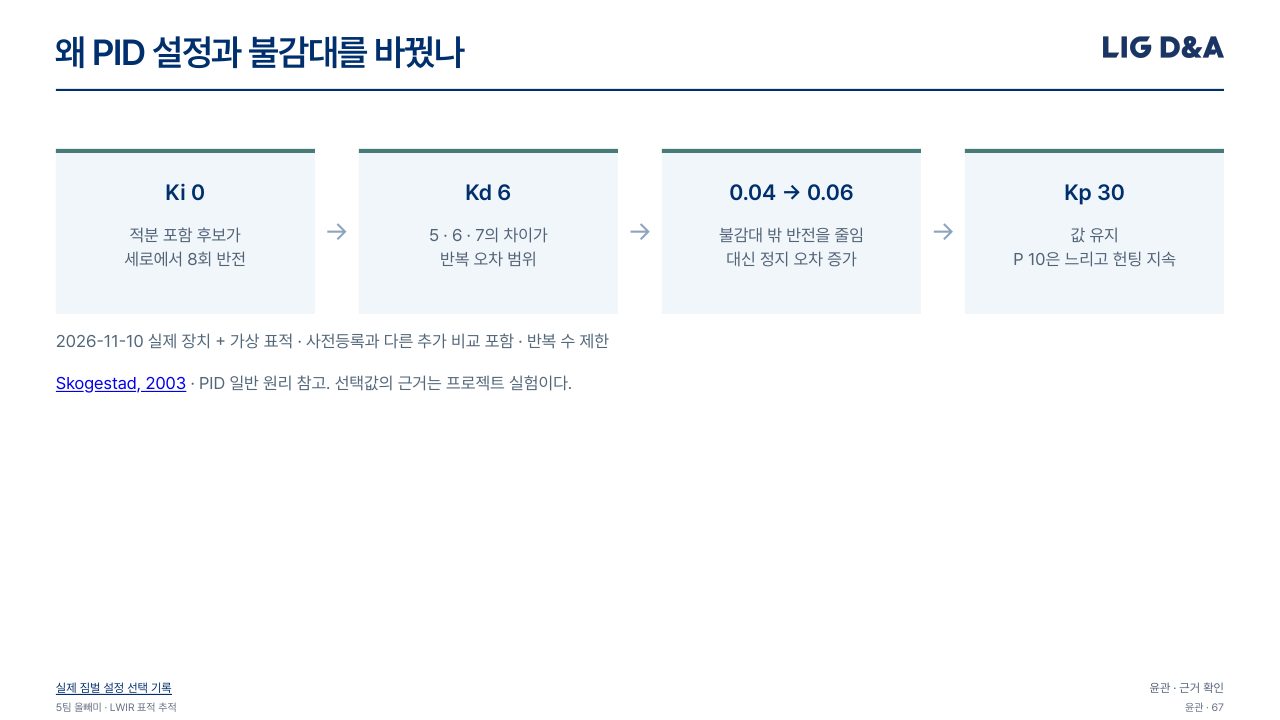 왜 PID 설정과 불감대를 바꿨나
LIG D&A
Ki 0
적분 포함 후보가
세로에서 8회 반전
→
Kd 6
5 · 6 · 7의 차이가
반복 오차 범위
→
0.04 → 0.06
불감대 밖 반전을 줄임
대신 정지 오차 증가
→
Kp 30
값 유지
P 10은 느리고 헌팅 지속
2026-11-10 실제 장치 + 가상 표적 · 사전등록과 다른 추가 비교 포함 · 반복 수 제한
Skogestad, 2003 · PID 일반 원리 참고. 선택값의 근거는 프로젝트 실험이다.
실제 짐벌 설정 선택 기록
5팀 올빼미 · LWIR 표적 추적
윤관 · 근거 확인
윤관 · 67